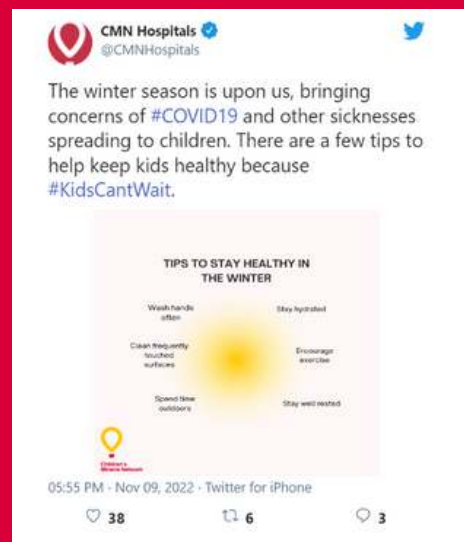 CMN Hospitals
@CMNHospitals
The winter season is upon us, bringing
concerns of #COVID19 and other sicknesses
spreading to children. There are a few tips to
help keep kids healthy because
#KidsCantWait.
TIPS TO STAY HEALTHY IN
THE WINTER
Wash hands
often
Stay hydrated
Clean frequently
touched
surfaces
Encourage
exercise
Spend time
outdoors
Stay well rested
Children's
Miracle Network
05:55 PM · Nov 09, 2022 · Twitter for iPhone
38
6
3